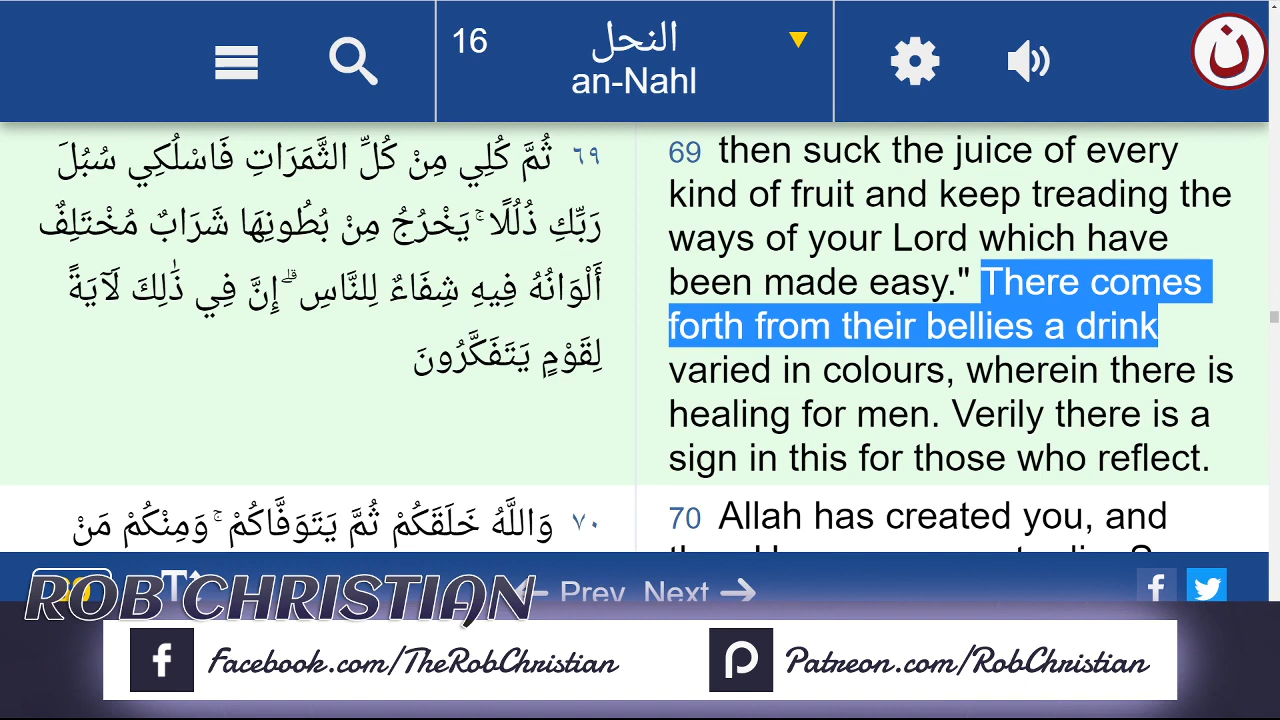 16
النحل
an-Nahl
ن
٦٩ ثُمَّ كُلِي مِنْ كُلِّ الثَّمَرَاتِ فَاسْلُكِي سُبُلَ
رَبِّكِ ذُلُلًا ۚ يَخْرُجُ مِنْ بُطُونِهَا شَرَابٌ مُخْتَلِفٌ
أَلْوَانُهُ فِيهِ شِفَاءٌ لِلنَّاسِ ۗ إِنَّ فِي ذَٰلِكَ لَآيَةً
لِقَوْمٍ يَتَفَكَّرُونَ
69 then suck the juice of every
kind of fruit and keep treading the
ways of your Lord which have
been made easy." There comes
forth from their bellies a drink
varied in colours, wherein there is
healing for men. Verily there is a
sign in this for those who reflect.
٧٠ وَاللَّهُ خَلَقَكُمْ ثُمَّ يَتَوَفَّاكُمْ ۚ وَمِنْكُمْ مَنْ
70 Allah has created you, and
Prev Next
ROB CHRISTIAN
Facebook.com/TheRobChristian
Patreon.com/RobChristian